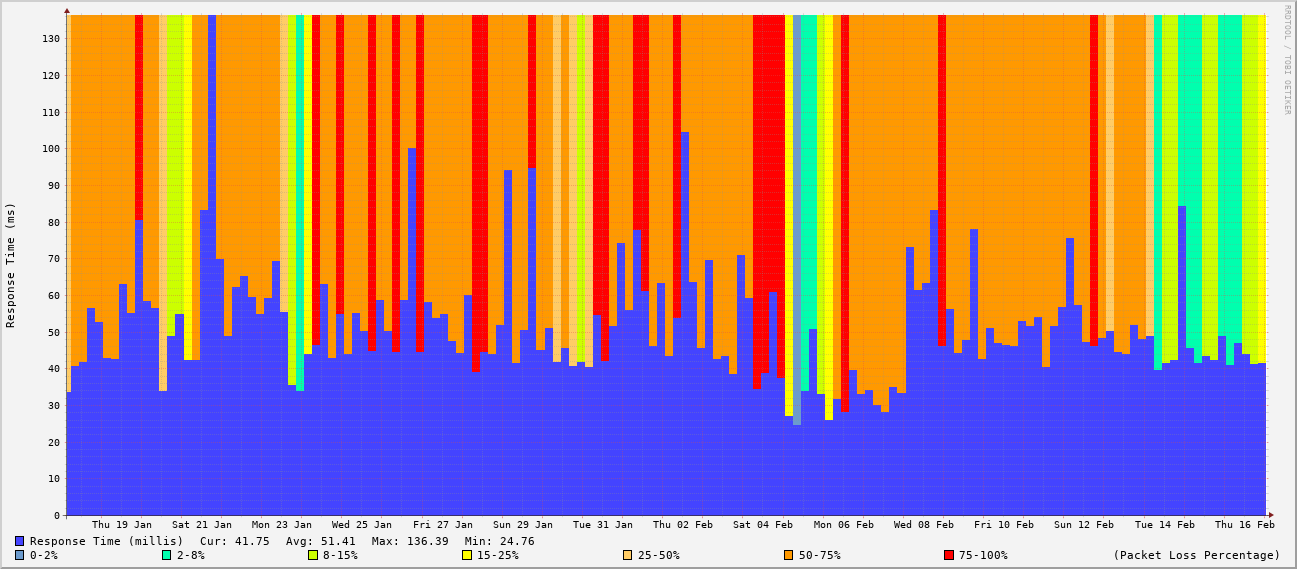 RRDTOOL / TOBI OETIKER
Response Time (ms)
130
120
110
100
90
80
70
60
50
40
30
20
10
0
Thu 19 Jan Sat 21 Jan Mon 23 Jan Wed 25 Jan Fri 27 Jan Sun 29 Jan Tue 31 Jan Thu 02 Feb Sat 04 Feb Mon 06 Feb Wed 08 Feb Fri 10 Feb Sun 12 Feb Tue 14 Feb Thu 16 Feb
Response Time (millis) Cur: 41.75 Avg: 51.41 Max: 136.39 Min: 24.76
0-2% 2-8% 8-15% 15-25% 25-50% 50-75% 75-100% (Packet Loss Percentage)